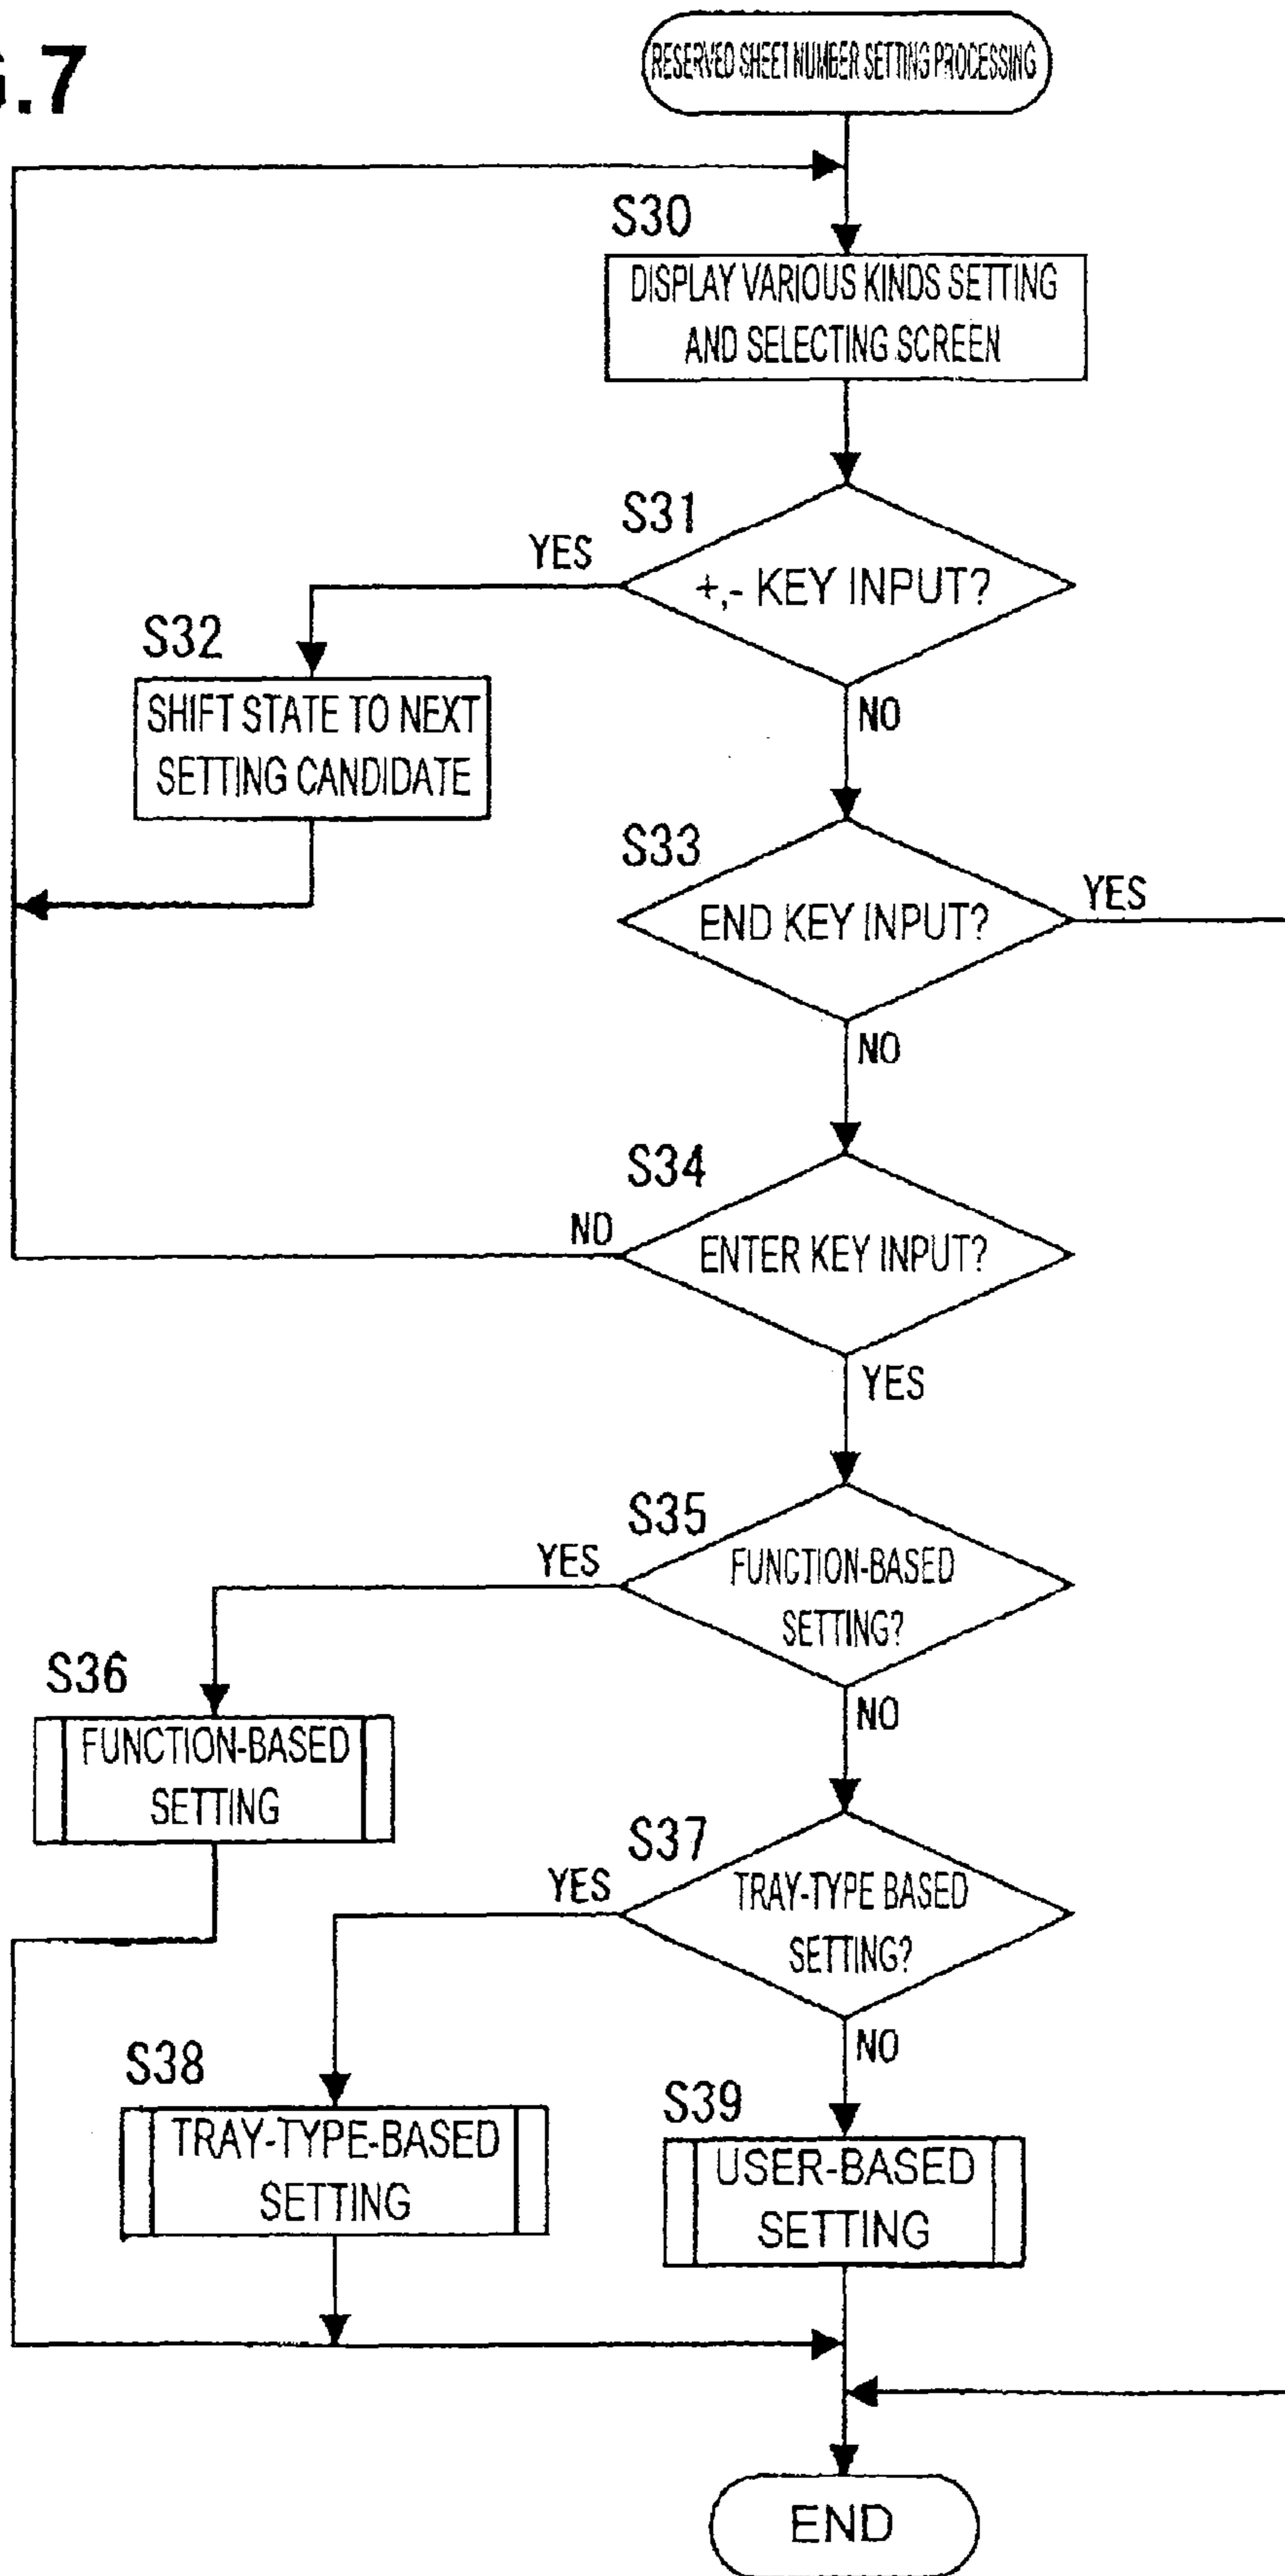 G.7
RESERVED SHEET NUMBER SETTING PROCESSING
S30
DISPLAY VARIOUS KINDS SETTING
AND SELECTING SCREEN
S31
YES
+,- KEY INPUT?
S32
NO
SHIFT STATE TO NEXT
SETTING CANDIDATE
S33
YES
END KEY INPUT?
NO
S34
NO
ENTER KEY INPUT?
YES
S35
YES
FUNCTION-BASED
SETTING?
S36
NO
FUNCTION-BASED
SETTING
S37
YES
TRAY-TYPE BASED
SETTING?
NO
S38
S39
TRAY-TYPE-BASED
SETTING
USER-BASED
SETTING
END